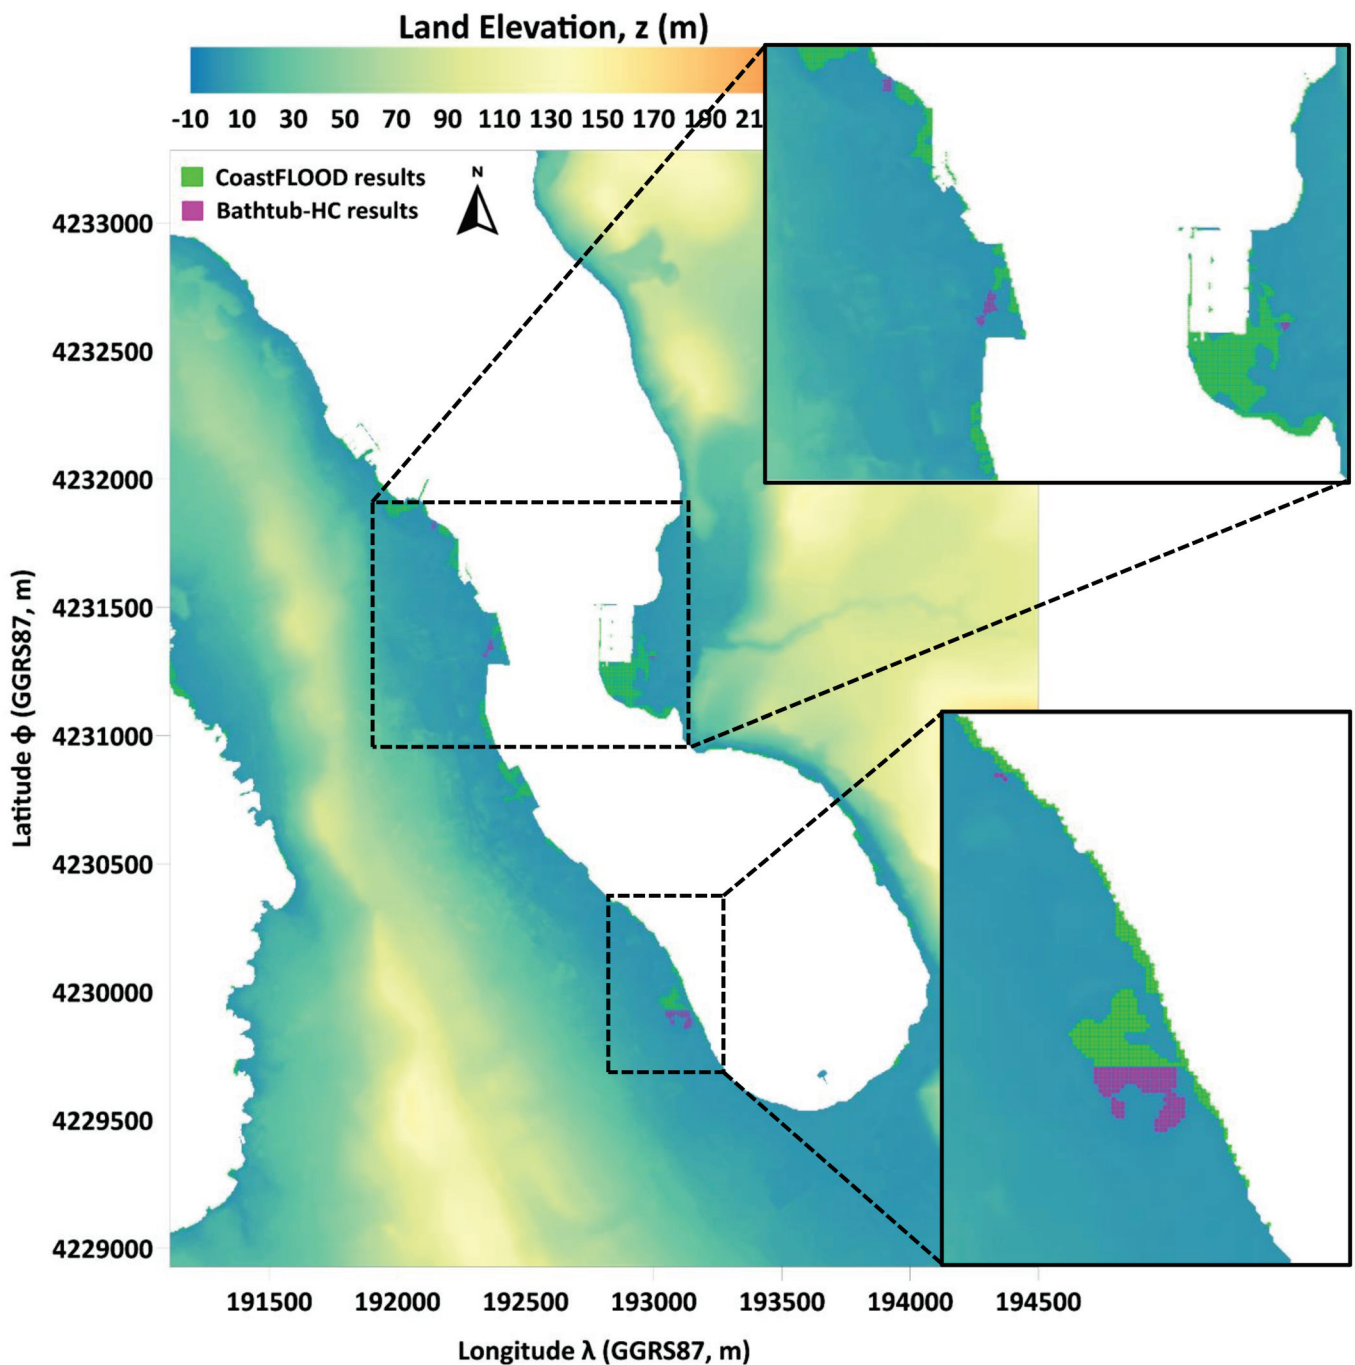 Land Elevation, z (m)
-10 10 30 50 70 90 110 130 150 170 190 21
CoastFLOOD results
Bathtub-HC results
N
4233000
4232500
4232000
4231500
4231000
4230500
4230000
4229500
4229000
Latitude ϕ (GGRS87, m)
191500 192000 192500 193000 193500 194000 194500
Longitude λ (GGRS87, m)